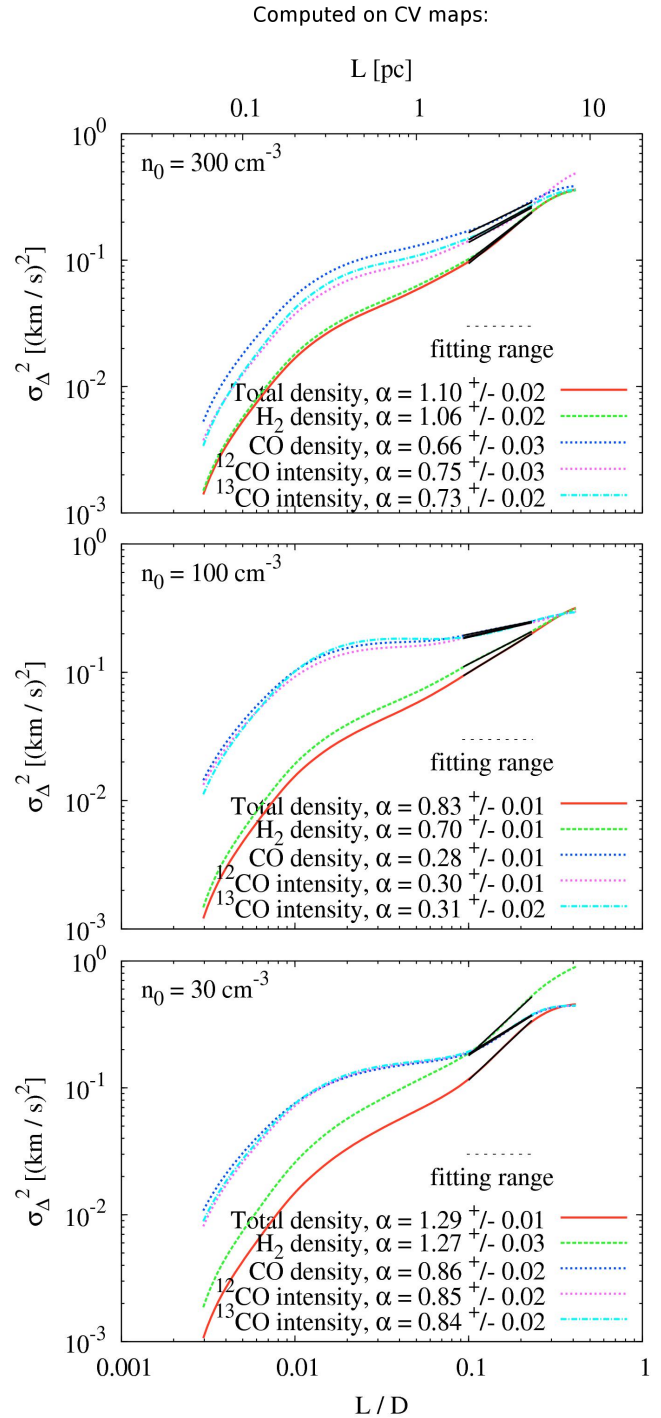 Computed on CV maps:
L [pc]
0.1 1 10
10^0
n_0 = 300 cm^-3
10^-1
σ_Δ^2 [(km / s)^2]
fitting range
10^-2
Total density, α = 1.10 +/- 0.02
H_2 density, α = 1.06 +/- 0.02
CO density, α = 0.66 +/- 0.03
^12CO intensity, α = 0.75 +/- 0.03
^13CO intensity, α = 0.73 +/- 0.02
10^-3
10^0
n_0 = 100 cm^-3
10^-1
σ_Δ^2 [(km / s)^2]
fitting range
10^-2
Total density, α = 0.83 +/- 0.01
H_2 density, α = 0.70 +/- 0.01
CO density, α = 0.28 +/- 0.01
^12CO intensity, α = 0.30 +/- 0.01
^13CO intensity, α = 0.31 +/- 0.02
10^-3
10^0
n_0 = 30 cm^-3
10^-1
σ_Δ^2 [(km / s)^2]
fitting range
10^-2
Total density, α = 1.29 +/- 0.01
H_2 density, α = 1.27 +/- 0.03
CO density, α = 0.86 +/- 0.02
^12CO intensity, α = 0.85 +/- 0.02
^13CO intensity, α = 0.84 +/- 0.02
10^-3
0.001 0.01 0.1 1
L / D